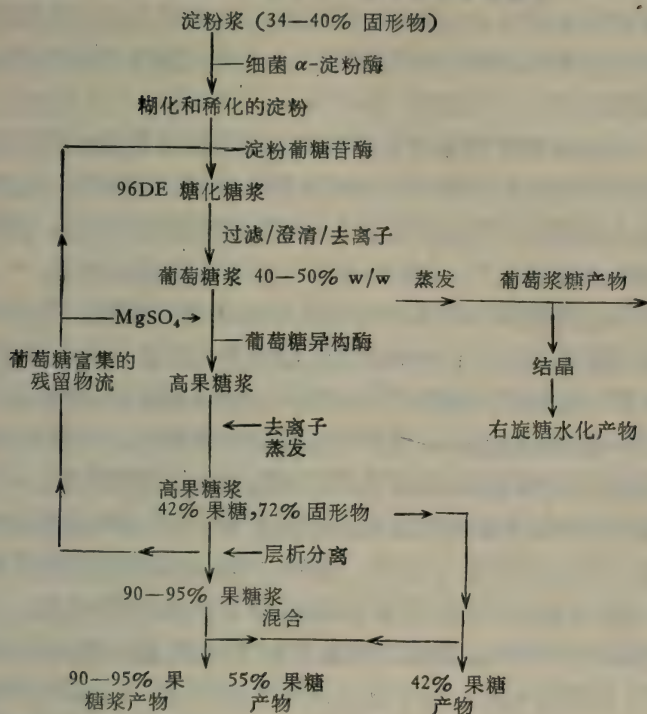 淀粉浆 (34—40% 固形物)
细菌 α-淀粉酶
糊化和稀化的淀粉
淀粉葡糖苷酶
96DE 糖化糖浆
过滤/澄清/去离子
葡萄糖浆 40—50% w/w
蒸发
葡萄浆糖产物
MgSO₄
葡萄糖异构酶
葡萄糖富集的
残留物流
结晶
高果糖浆
右旋糖水化产物
去离子
蒸发
高果糖浆
42% 果糖,72% 固形物
层析分离
90—95% 果糖浆
混合
90—95% 果
糖浆产物
55% 果糖
产物
42% 果糖
产物